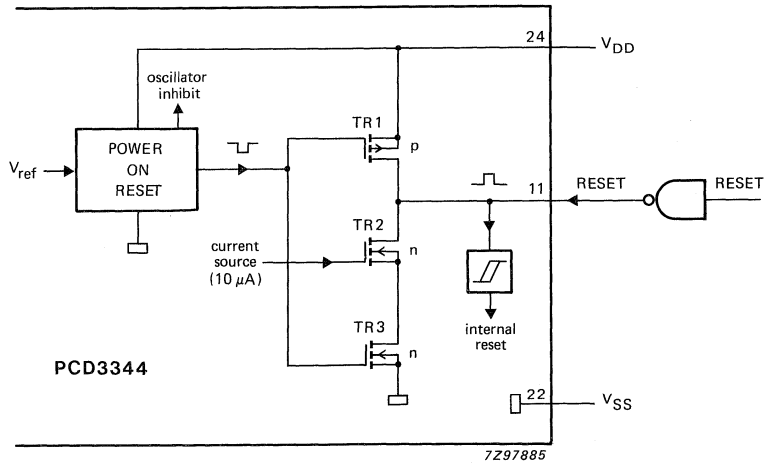 24
VDD
oscillator
inhibit
TR1
POWER
ON
RESET
p
Vref
11
RESET
RESET
TR2
current
source
(10 µA)
n
internal
reset
TR3
n
PCD3344
22
VSS
7Z97885